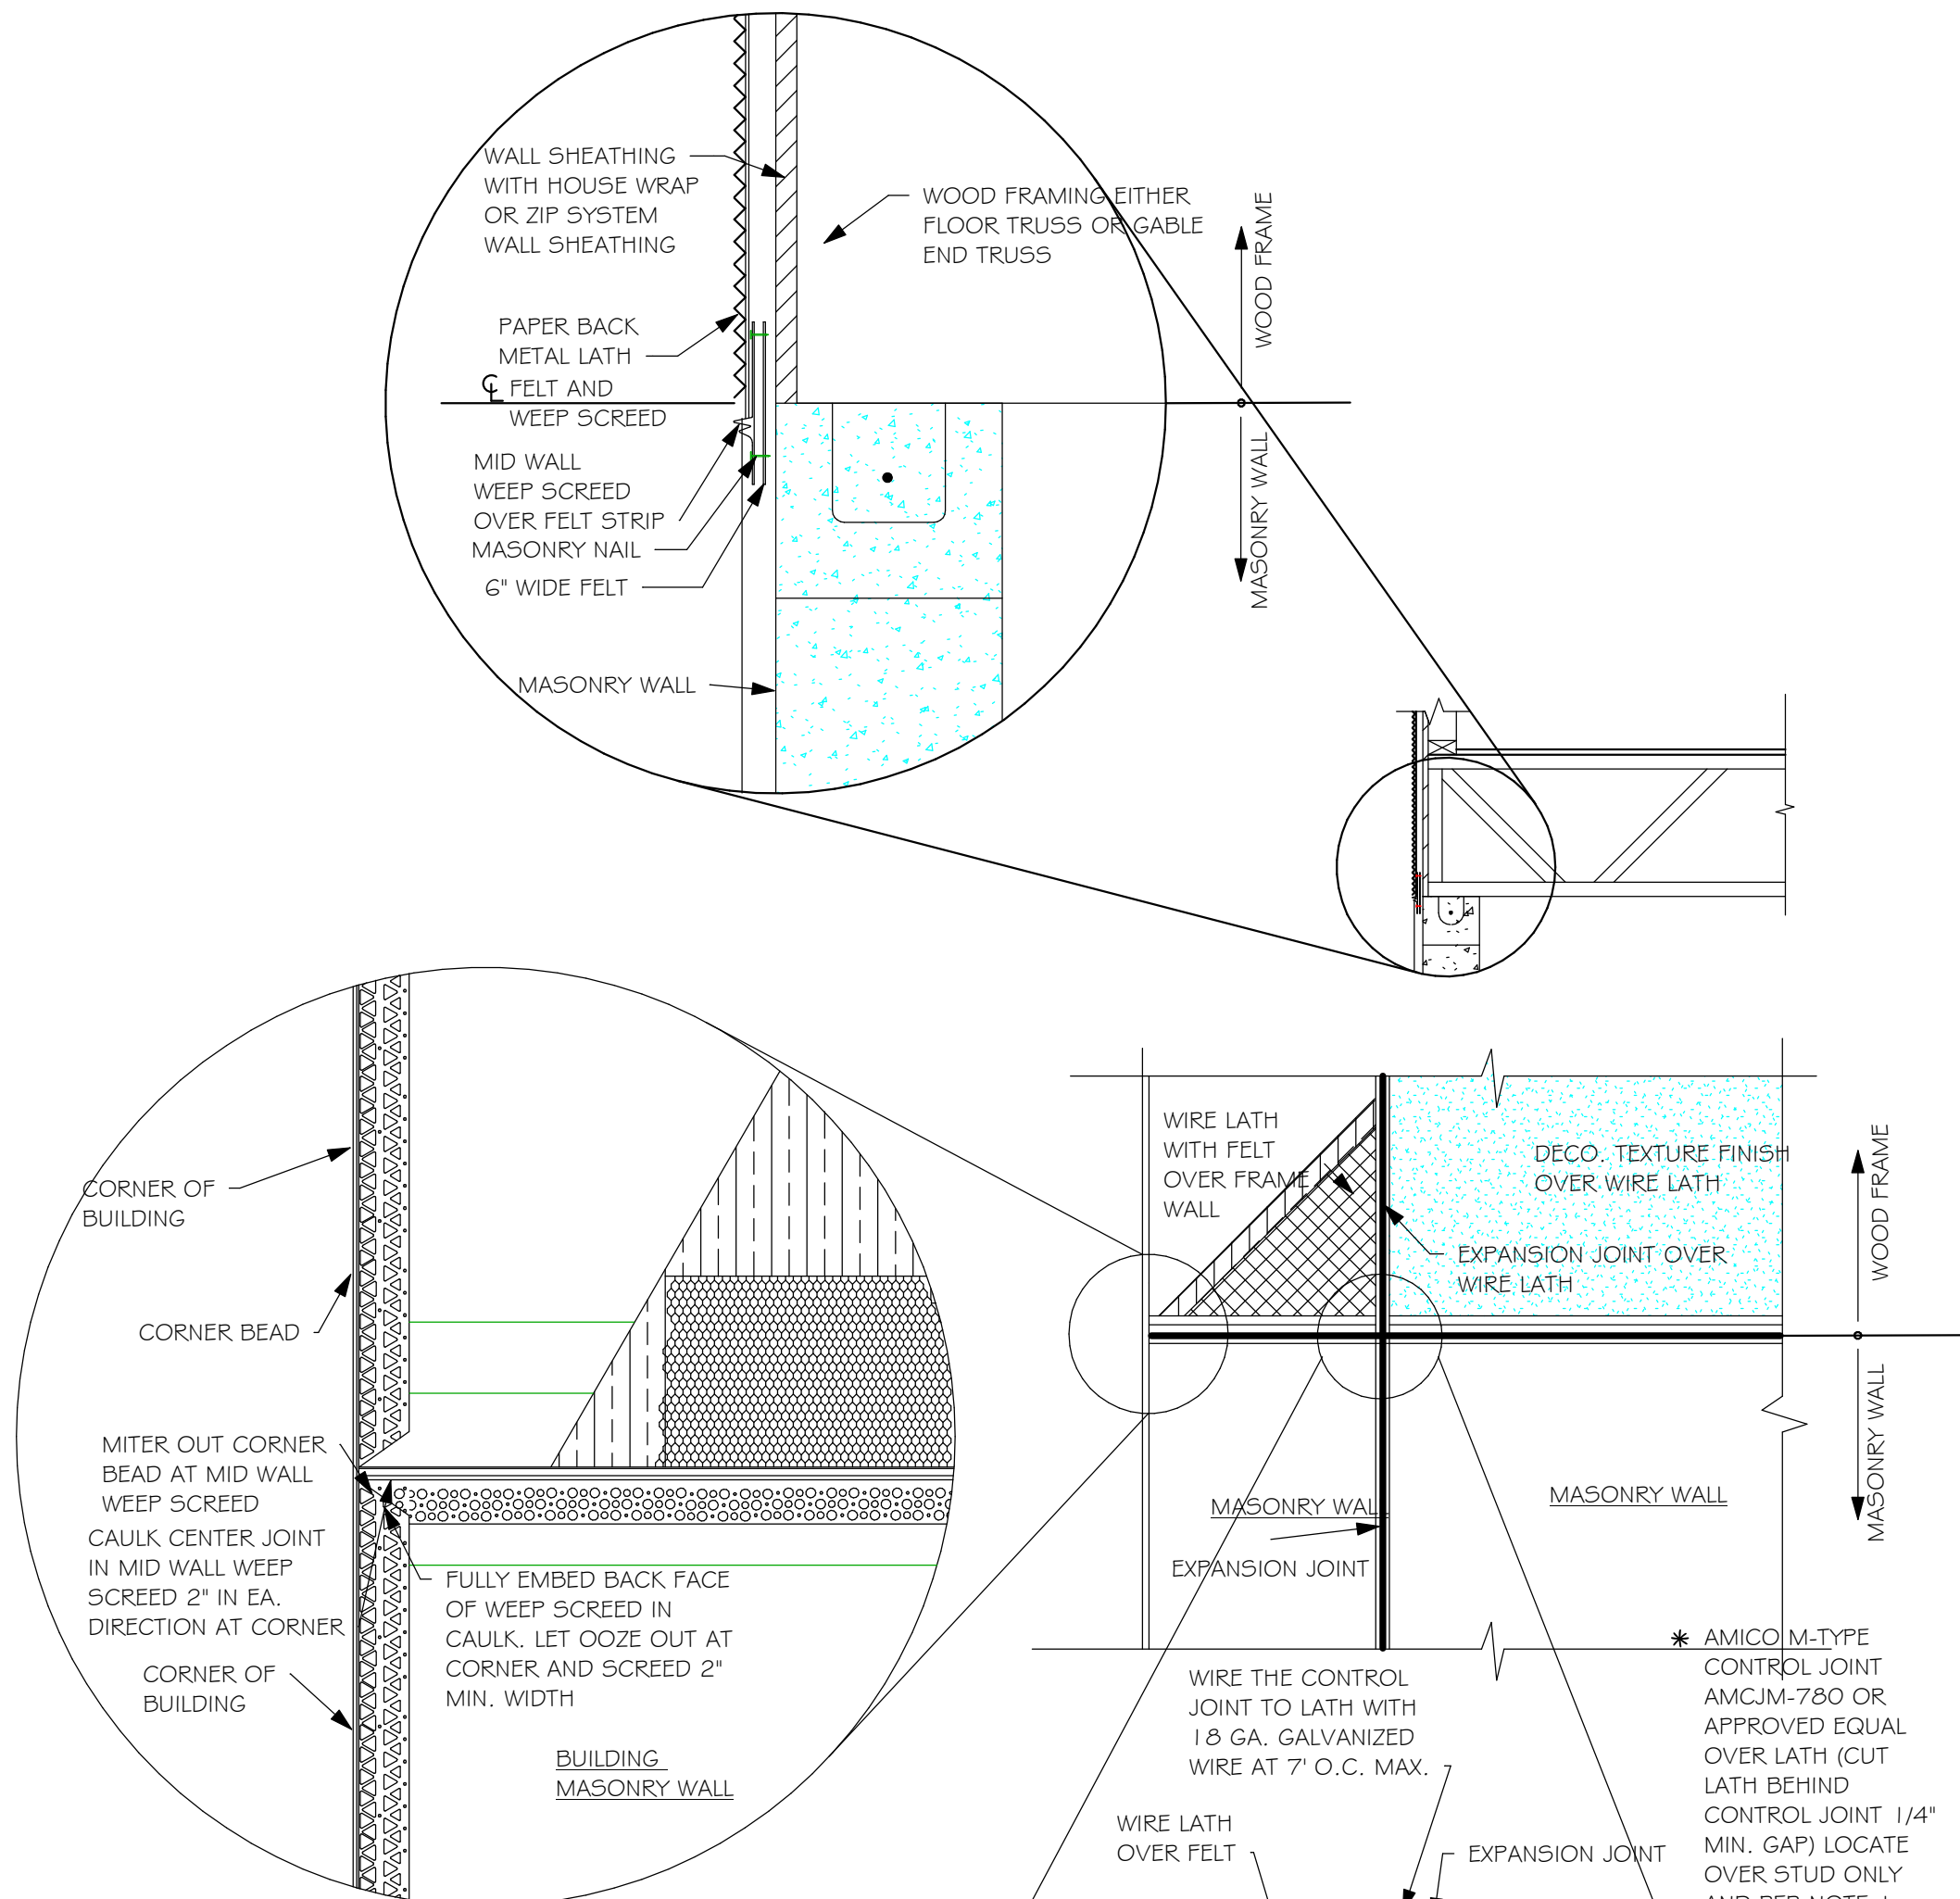 WALL SHEATHING
WITH HOUSE WRAP
OR ZIP SYSTEM
WALL SHEATHING
WOOD FRAMING EITHER
FLOOR TRUSS OR GABLE
END TRUSS
WOOD FRAME
PAPER BACK
METAL LATH
℄ FELT AND
WEEP SCREED
MID WALL
WEEP SCREED
OVER FELT STRIP
MASONRY NAIL
6" WIDE FELT
MASONRY WALL
MASONRY WALL
CORNER OF
BUILDING
CORNER BEAD
MITER OUT CORNER
BEAD AT MID WALL
WEEP SCREED
CAULK CENTER JOINT
IN MID WALL WEEP
SCREED 2" IN EA.
DIRECTION AT CORNER
CORNER OF
BUILDING
FULLY EMBED BACK FACE
OF WEEP SCREED IN
CAULK. LET OOZE OUT AT
CORNER AND SCREED 2"
MIN. WIDTH
BUILDING
MASONRY WALL
WIRE LATH
WITH FELT
OVER FRAME
WALL
DECO. TEXTURE FINISH
OVER WIRE LATH
EXPANSION JOINT OVER
WIRE LATH
WOOD FRAME
MASONRY WALL
MASONRY WALL
MASONRY WALL
EXPANSION JOINT
WIRE THE CONTROL
JOINT TO LATH WITH
18 GA. GALVANIZED
WIRE AT 7' O.C. MAX.
WIRE LATH
OVER FELT
EXPANSION JOINT
* AMICO M-TYPE
CONTROL JOINT
AMCJM-780 OR
APPROVED EQUAL
OVER LATH (CUT
LATH BEHIND
CONTROL JOINT 1/4"
MIN. GAP) LOCATE
OVER STUD ONLY
AND PER NOTE